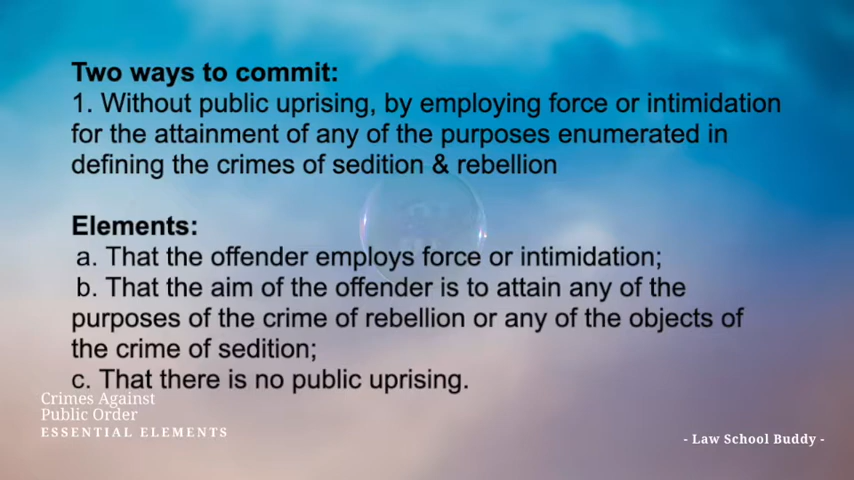 Two ways to commit:
1. Without public uprising, by employing force or intimidation
for the attainment of any of the purposes enumerated in
defining the crimes of sedition & rebellion
Elements:
a. That the offender employs force or intimidation;
b. That the aim of the offender is to attain any of the
purposes of the crime of rebellion or any of the objects of
the crime of sedition;
c. That there is no public uprising.
Crimes Against
Public Order
ESSENTIAL ELEMENTS
- Law School Buddy -